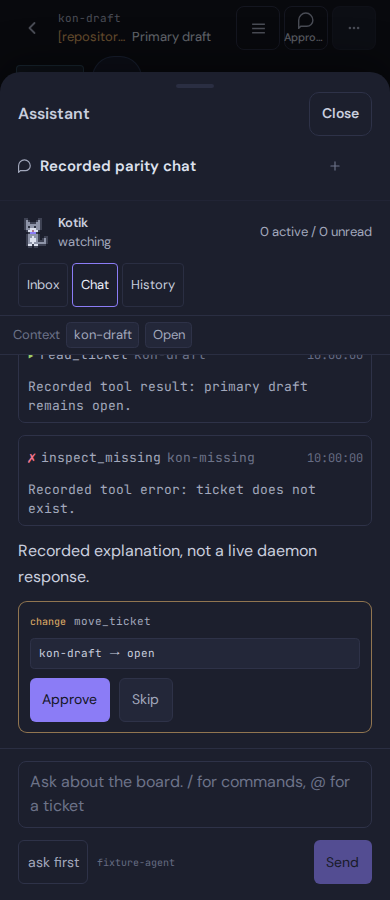 kon-draft
[repositor… Primary draft
Appro…
Assistant
Close
Recorded parity chat
Kotik
watching
0 active / 0 unread
Inbox Chat History
Context kon-draft Open
read_ticket kon-draft 10:00:00
Recorded tool result: primary draft
remains open.
✗ inspect_missing kon-missing 10:00:00
Recorded tool error: ticket does not
exist.
Recorded explanation, not a live daemon
response.
change move_ticket
kon-draft → open
Approve Skip
Ask about the board. / for commands, @ for
a ticket
ask first fixture-agent Send